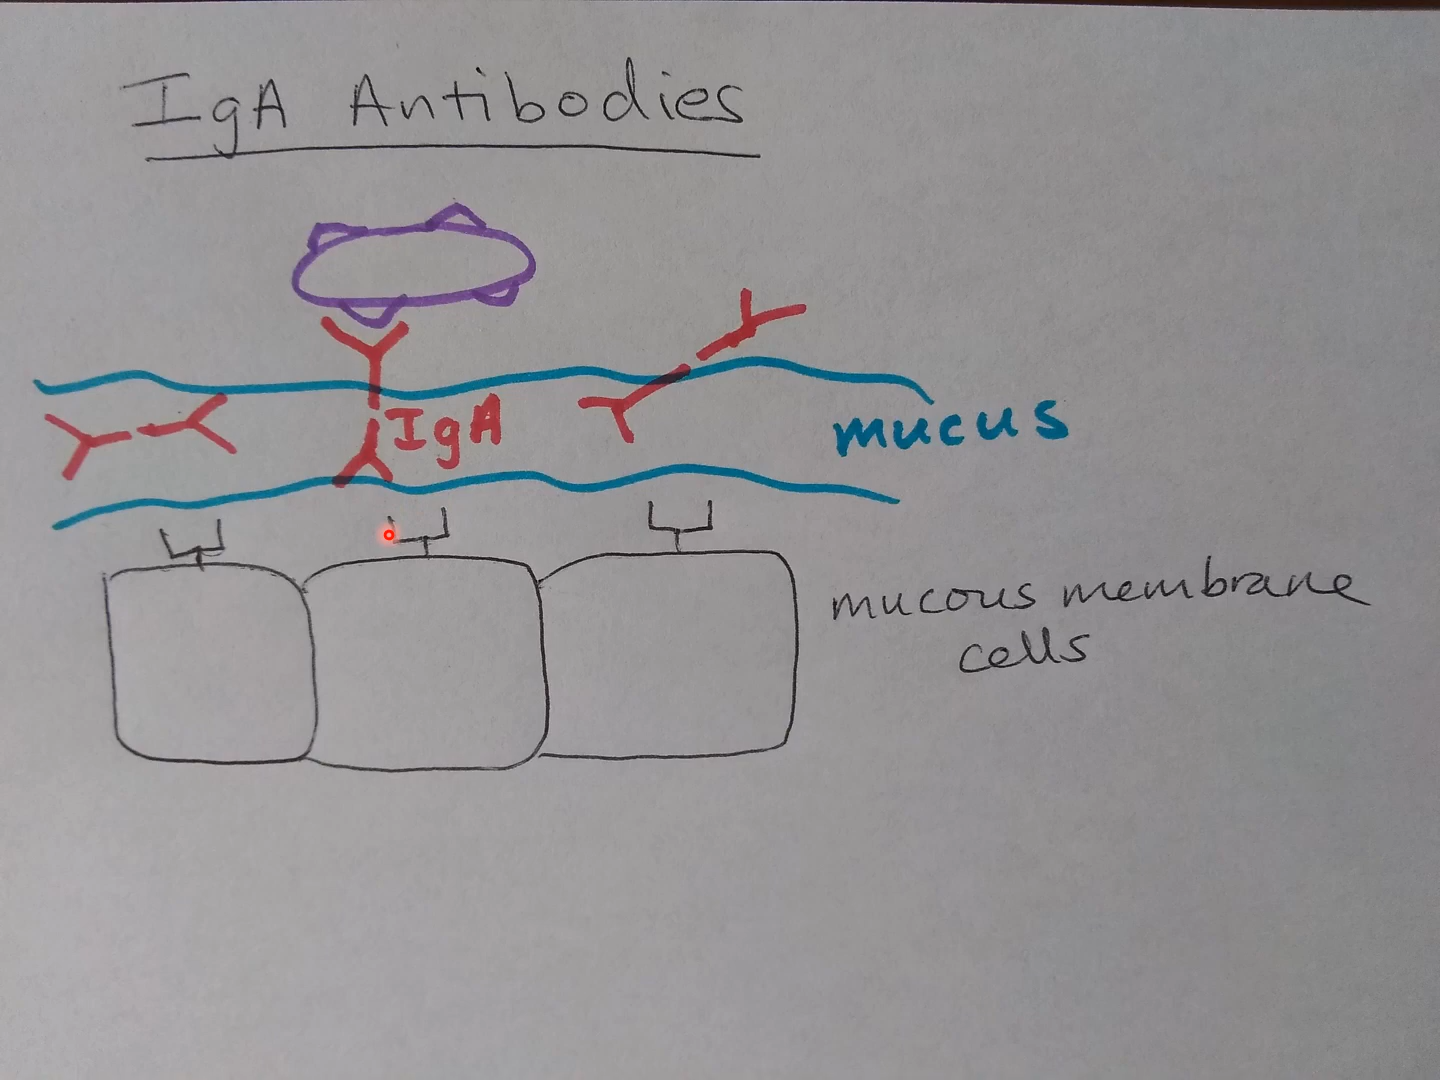 IgA Antibodies
IgA
mucus
mucous membrane
cells